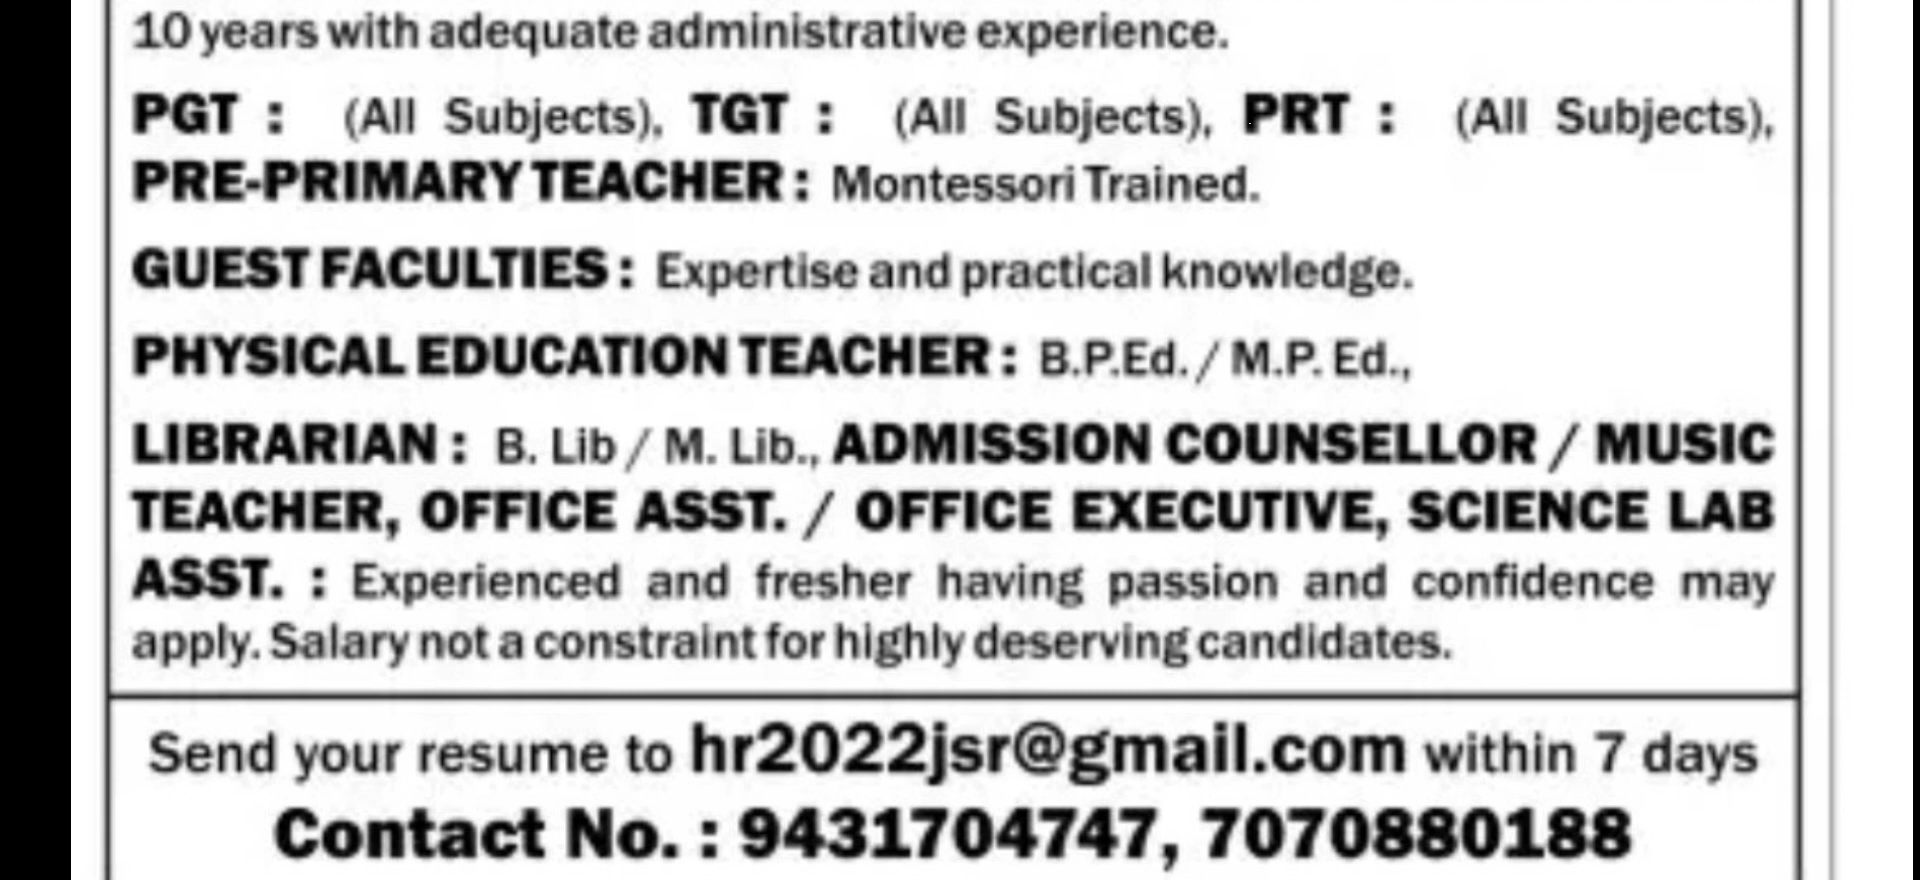 10 years with adequate administrative experience.
PGT : (All Subjects), TGT : (All Subjects), PRT : (All Subjects),
PRE-PRIMARY TEACHER : Montessori Trained.
GUEST FACULTIES : Expertise and practical knowledge.
PHYSICAL EDUCATION TEACHER : B.P.Ed. / M.P. Ed.,
LIBRARIAN : B. Lib / M. Lib., ADMISSION COUNSELLOR / MUSIC
TEACHER, OFFICE ASST. / OFFICE EXECUTIVE, SCIENCE LAB
ASST. : Experienced and fresher having passion and confidence may
apply. Salary not a constraint for highly deserving candidates.
Send your resume to hr2022jsr@gmail.com within 7 days
Contact No. : 9431704747, 7070880188